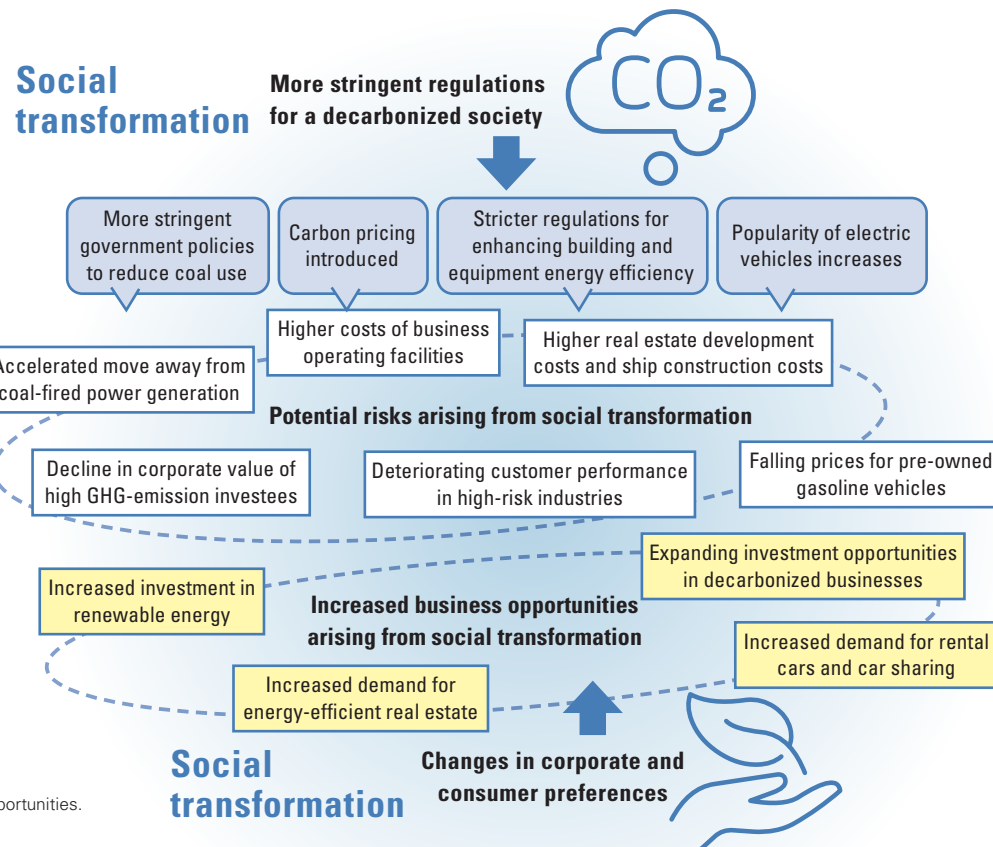 Social
transformation
More stringent regulations
for a decarbonized society
CO₂
More stringent
government policies
to reduce coal use
Carbon pricing
introduced
Stricter regulations for
enhancing building and
equipment energy efficiency
Popularity of electric
vehicles increases
Higher costs of business
operating facilities
Higher real estate development
costs and ship construction costs
Accelerated move away from
coal-fired power generation
Potential risks arising from social transformation
Decline in corporate value of
high GHG-emission investees
Deteriorating customer performance
in high-risk industries
Falling prices for pre-owned
gasoline vehicles
Expanding investment opportunities
in decarbonized businesses
Increased investment in
renewable energy
Increased business opportunities
arising from social transformation
Increased demand for rental
cars and car sharing
Increased demand for
energy-efficient real estate
Social
transformation
Changes in corporate and
consumer preferences
portunities.